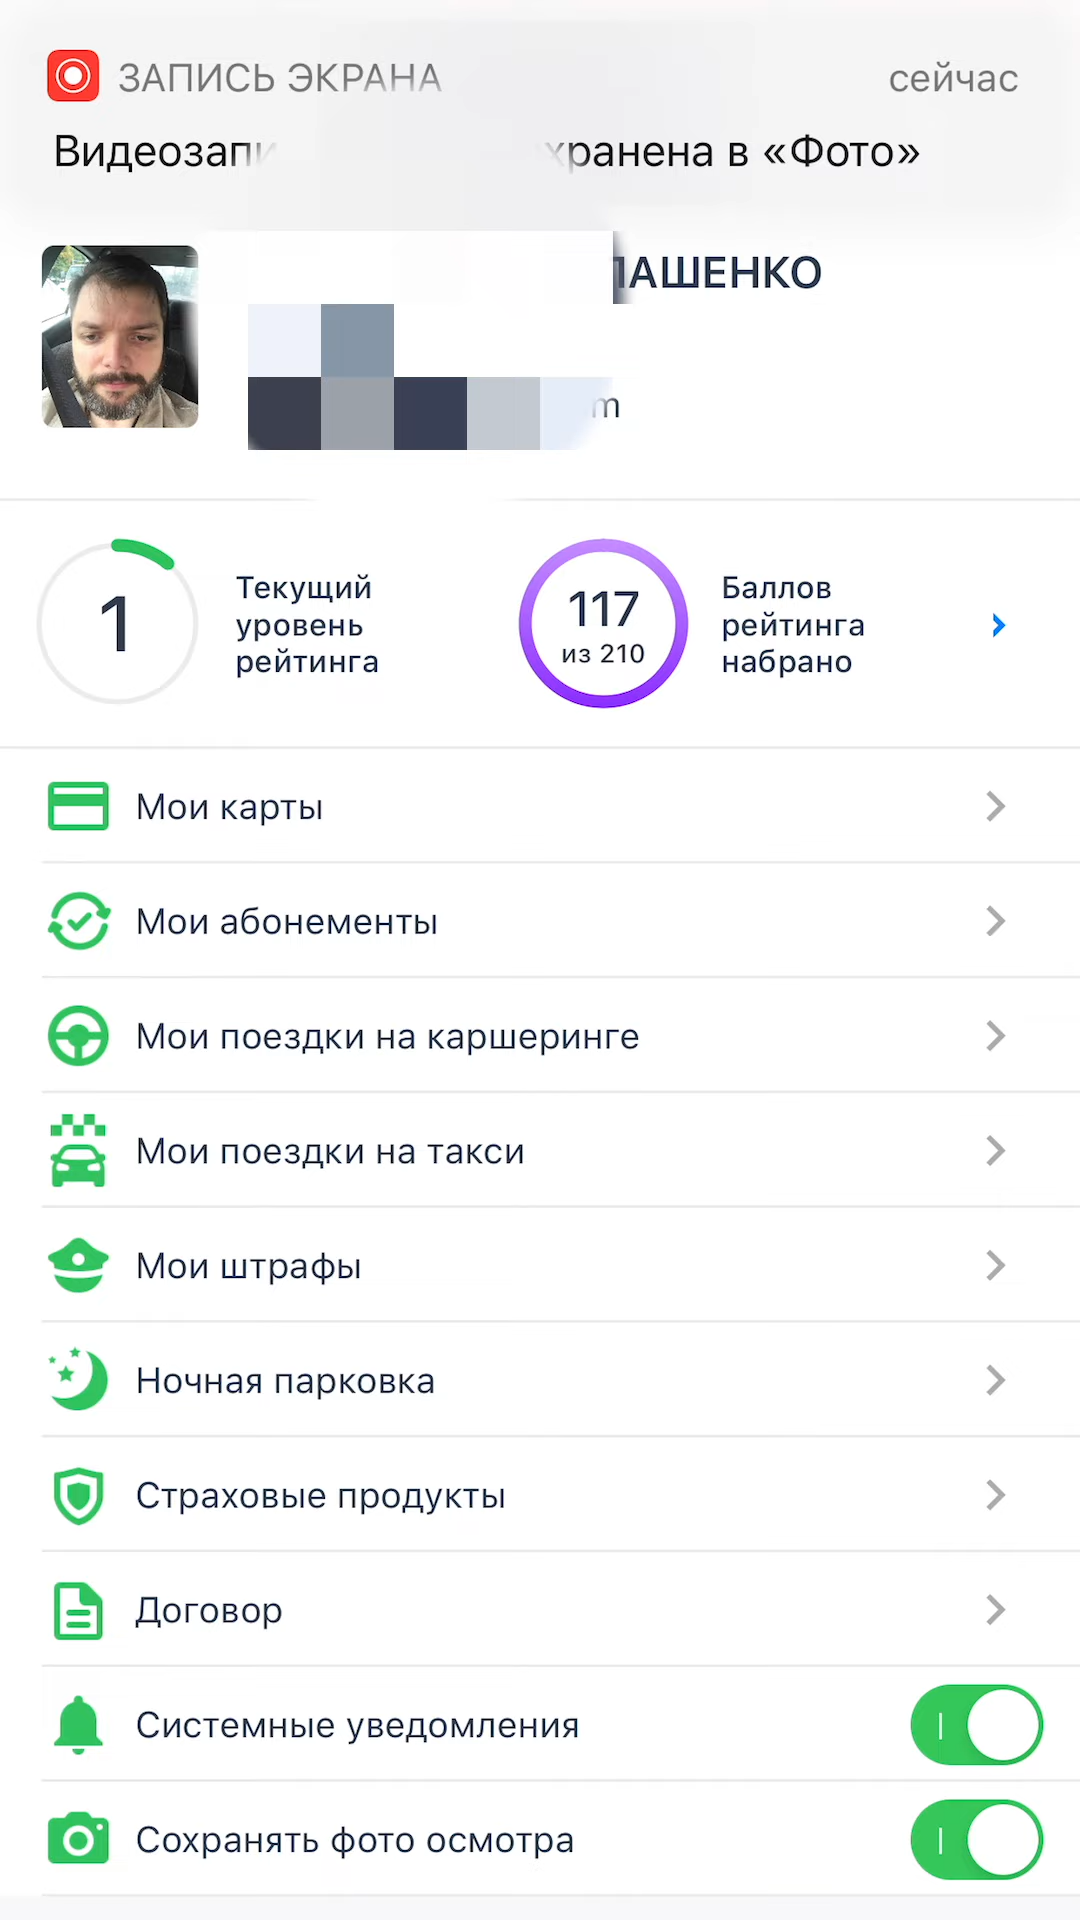 ЗАПИСЬ ЭКРАНА
сейчас
хранена в «Фото»
АШЕНКО
m
1
Текущий
уровень
рейтинга
117
из 210
Баллов
рейтинга
набрано
Мои карты
Мои абонементы
Мои поездки на каршеринге
Мои поездки на такси
Мои штрафы
Ночная парковка
Страховые продукты
Договор
Системные уведомления
Сохранять фото осмотра